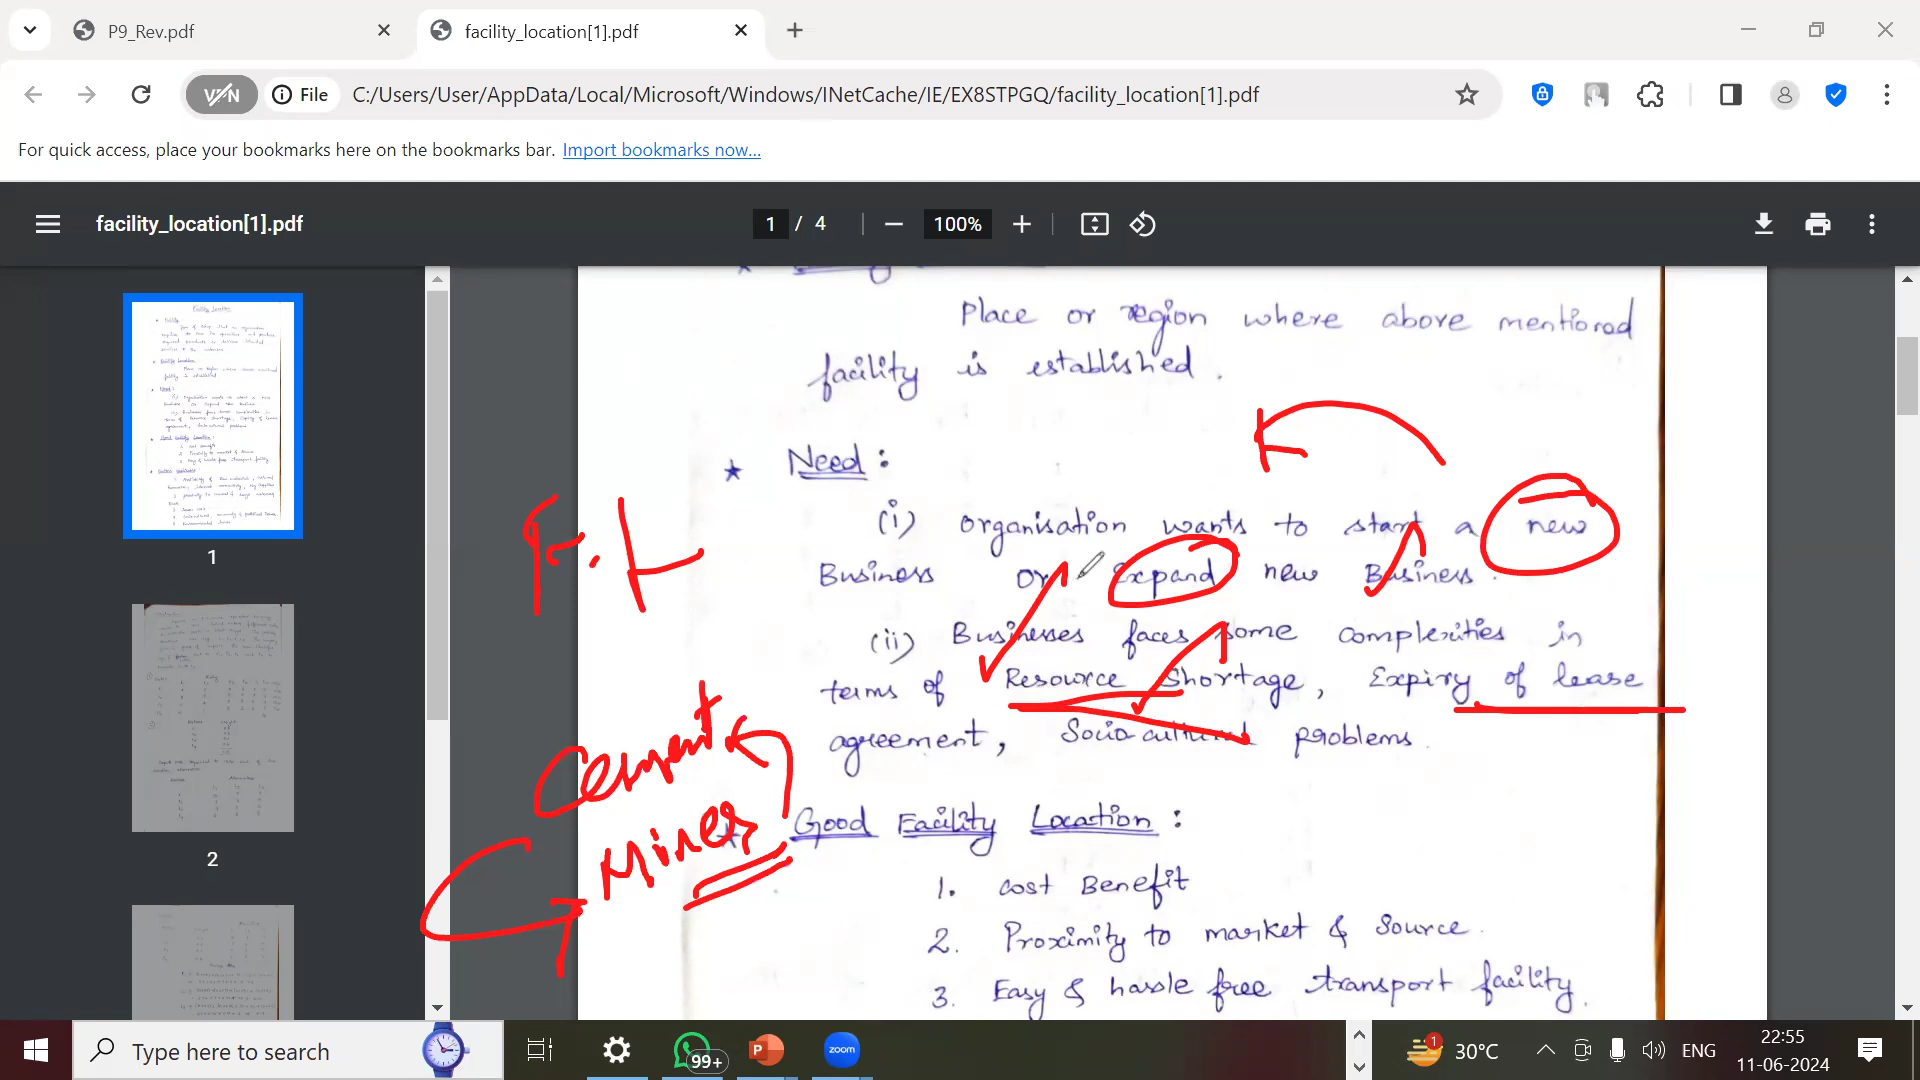 P9_Rev.pdf
facility_location[1].pdf
VPN
File
C:/Users/User/AppData/Local/Microsoft/Windows/INetCache/IE/EX8STPGQ/facility_location[1].pdf
For quick access, place your bookmarks here on the bookmarks bar. Import bookmarks now...
facility_location[1].pdf
1 / 4
100%
Place or region where above mentioned
facility is established.
Need :
(i) Organisation wants to start a new
Business or Expand new Business.
(ii) Businesses faces some complexities in
terms of Resource Shortage, Expiry of lease
agreement, Socio-cultural problems.
Good Facility Location :
1. Cost Benefit
2. Proximity to market & Source.
3. Easy & hassle free transport facility.
F.L
Cement
Mines
1
2
Type here to search
99+
zoom
1
30°C
ENG
22:55
11-06-2024